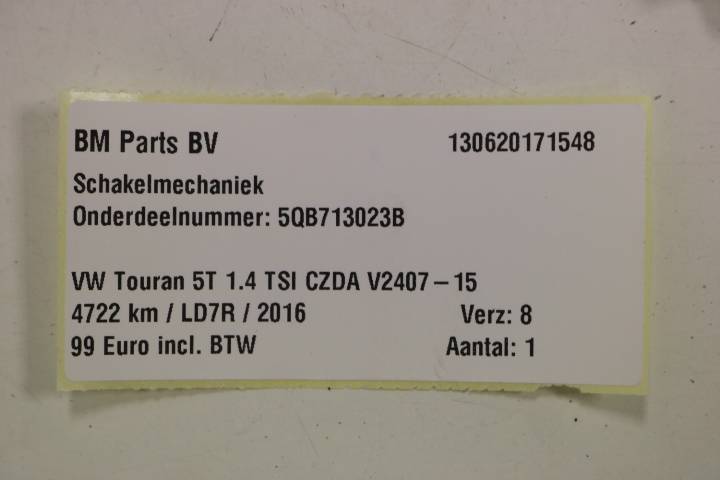 BM Parts BV 130620171548
Schakelmechaniek
Onderdeelnummer: 5QB713023B
VW Touran 5T 1.4 TSI CZDA V2407-15
4722 km / LD7R / 2016 Verz: 8
99 Euro incl. BTW Aantal: 1